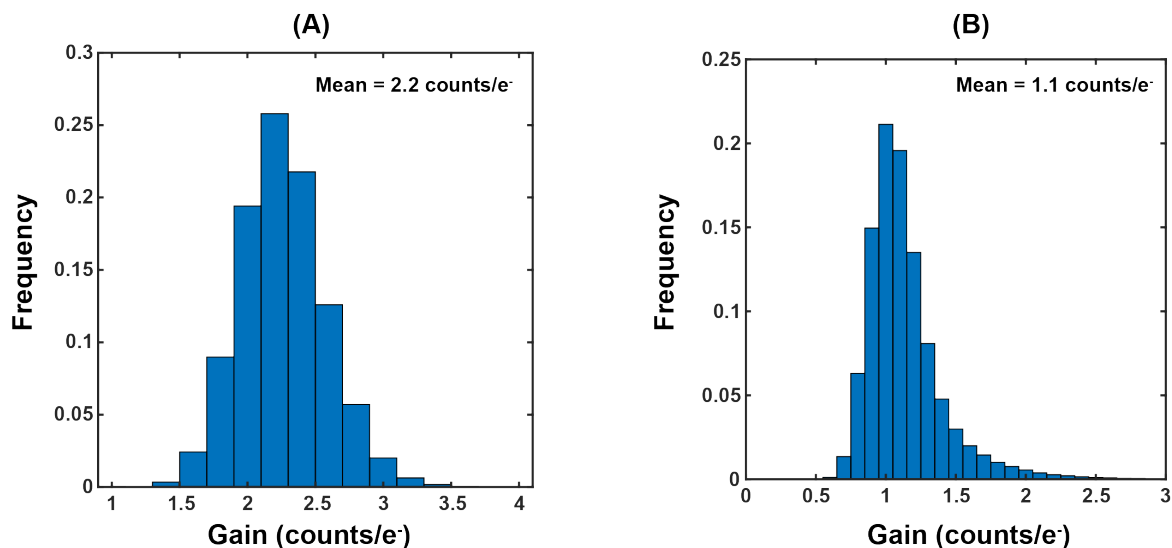 (A)
Mean = 2.2 counts/e-
Frequency
0.3
0.25
0.2
0.15
0.1
0.05
0
1 1.5 2 2.5 3 3.5 4
Gain (counts/e-)
(B)
Mean = 1.1 counts/e-
Frequency
0.25
0.2
0.15
0.1
0.05
0
0 0.5 1 1.5 2 2.5 3
Gain (counts/e-)